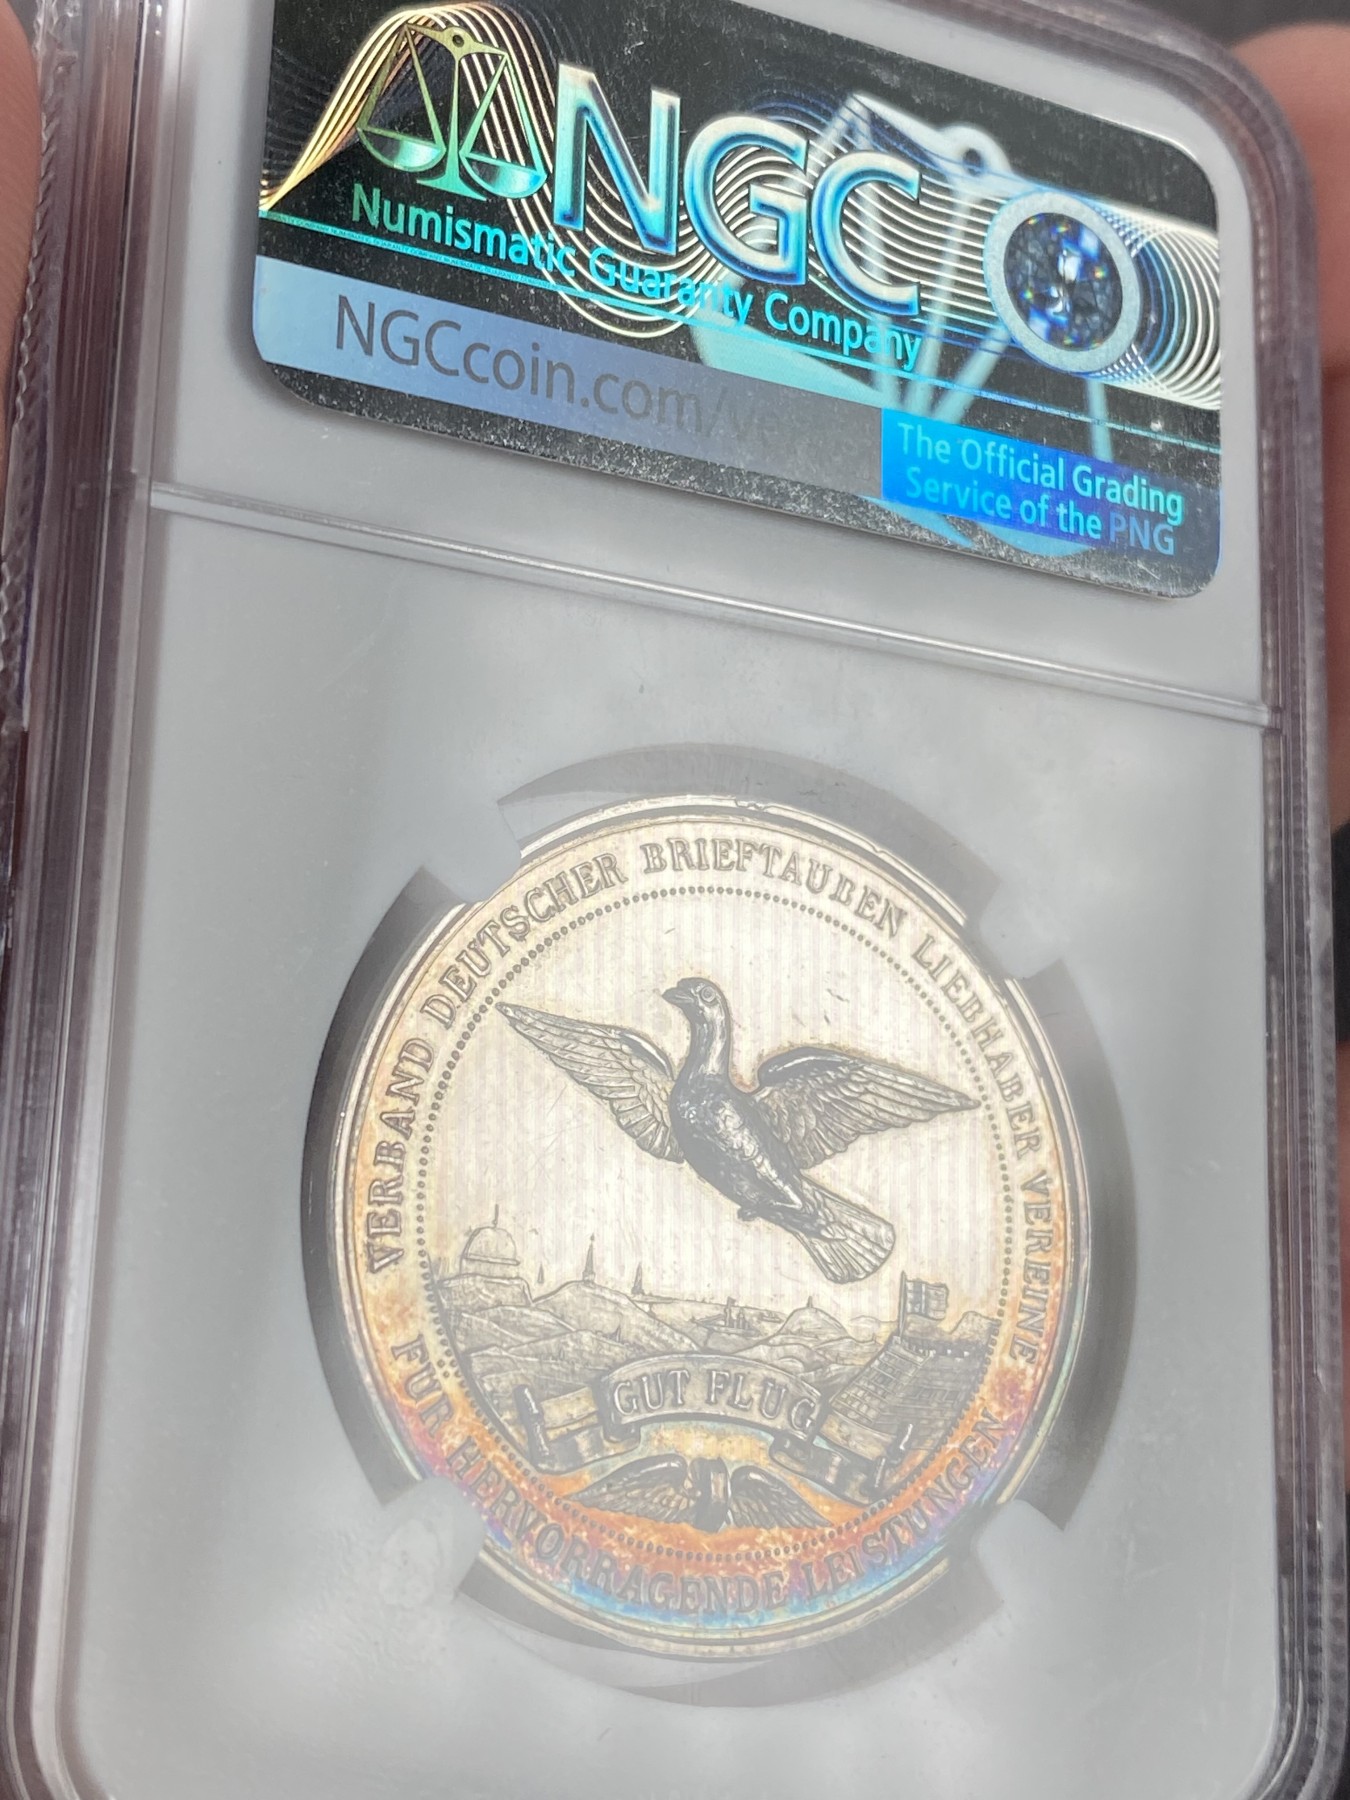 NGC
Numismatic Guaranty Company
NGCcoin.com/
The Official Grading
Service of the PNG
VERBAND DEUTSCHER BRIEFTAUBEN LIEBHABER VEREINE
GUT FLUG
FÜR HERVORRAGENDE LEISTUNGEN